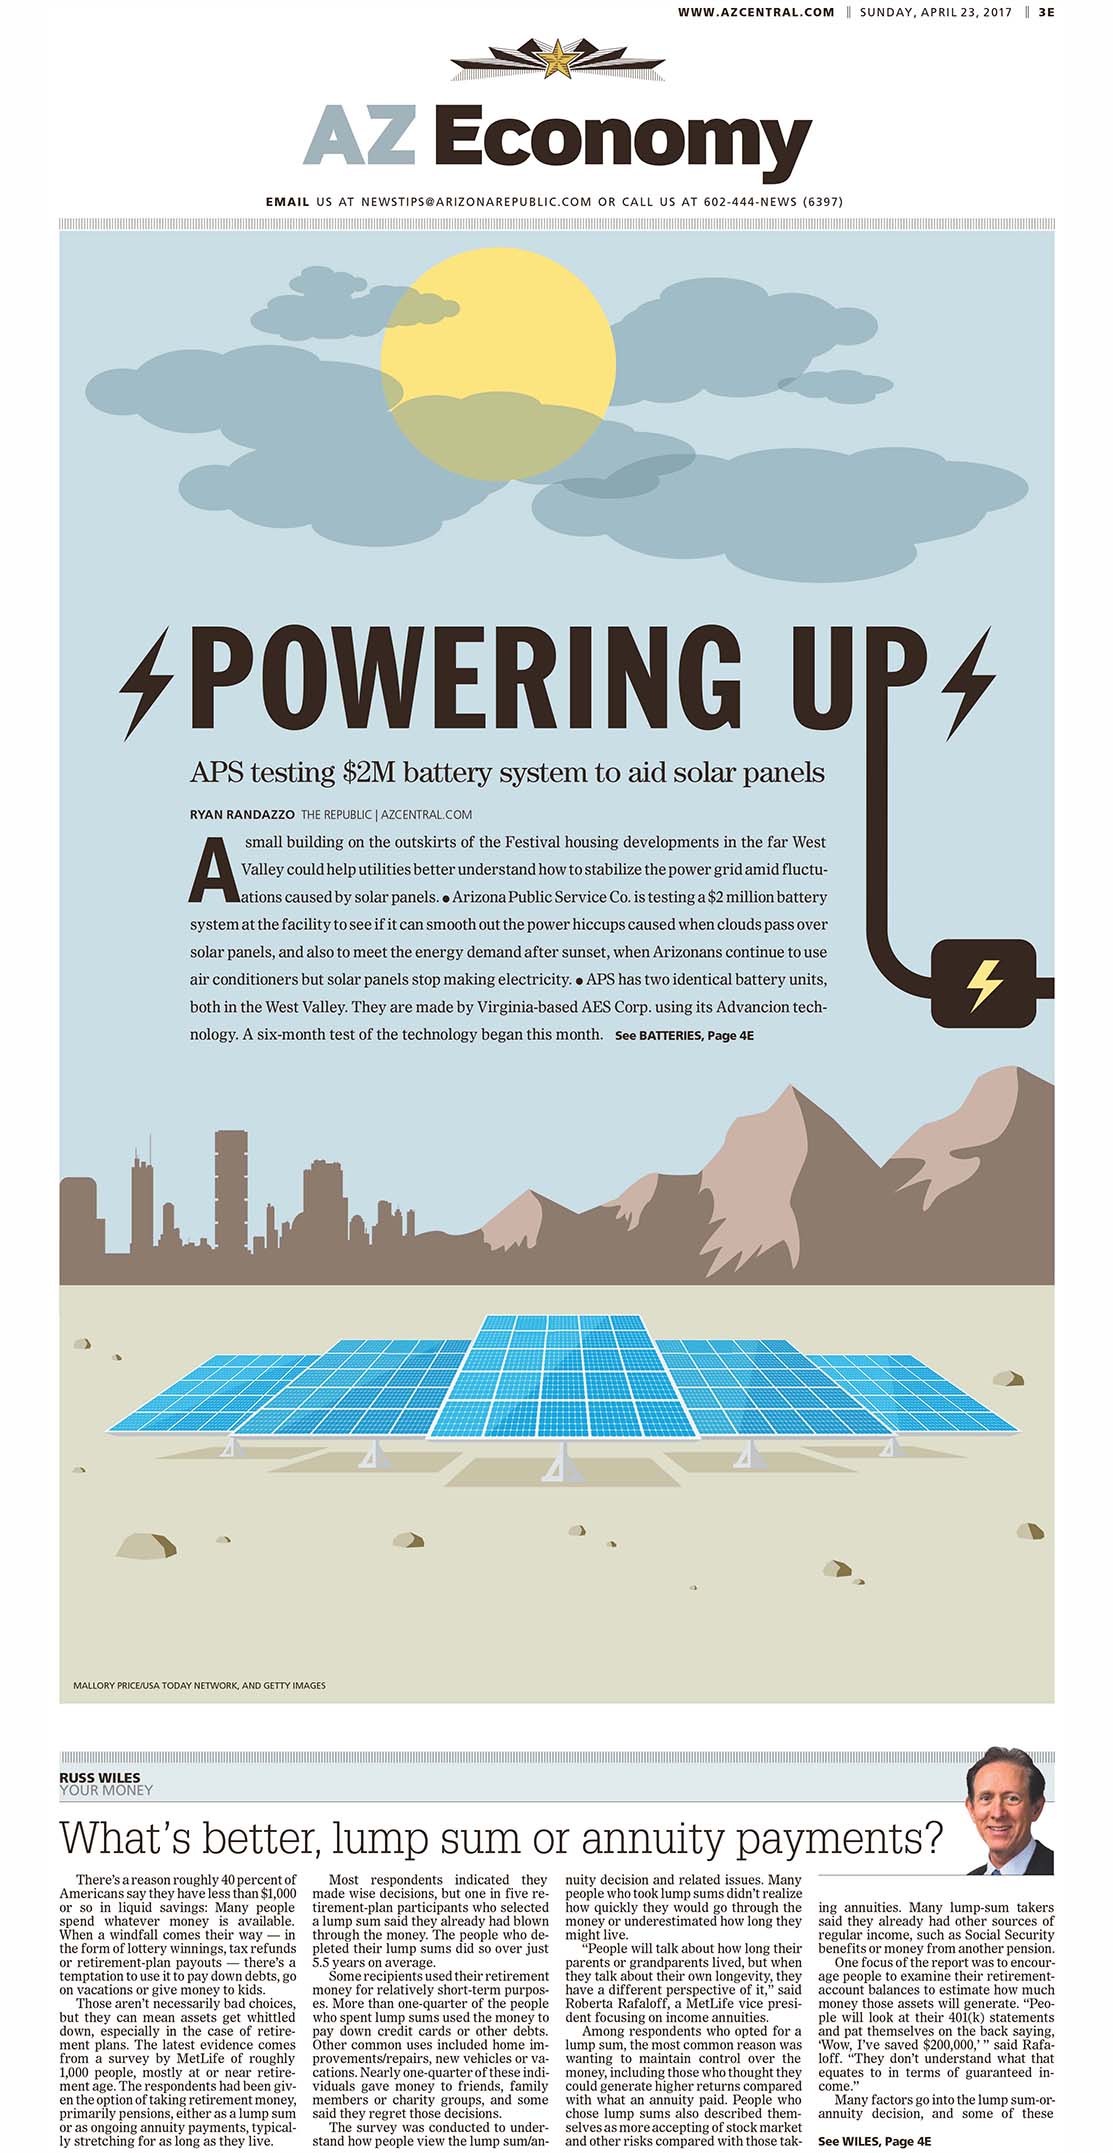 WWW.AZCENTRAL.COM || SUNDAY, APRIL 23, 2017 || 3E
AZ Economy
EMAIL US AT NEWSTIPS@ARIZONAREPUBLIC.COM OR CALL US AT 602-444-NEWS (6397)
POWERING UP
APS testing $2M battery system to aid solar panels
RYAN RANDAZZO THE REPUBLIC | AZCENTRAL.COM
A small building on the outskirts of the Festival housing developments in the far West
Valley could help utilities better understand how to stabilize the power grid amid fluctu-
ations caused by solar panels. ● Arizona Public Service Co. is testing a $2 million battery
system at the facility to see if it can smooth out the power hiccups caused when clouds pass over
solar panels, and also to meet the energy demand after sunset, when Arizonans continue to use
air conditioners but solar panels stop making electricity. ● APS has two identical battery units,
both in the West Valley. They are made by Virginia-based AES Corp. using its Advancion tech-
nology. A six-month test of the technology began this month. See BATTERIES, Page 4E
MALLORY PRICE/USA TODAY NETWORK, AND GETTY IMAGES
RUSS WILES
YOUR MONEY
What's better, lump sum or annuity payments?
There's a reason roughly 40 percent of
Americans say they have less than $1,000
or so in liquid savings: Many people
spend whatever money is available.
When a windfall comes their way — in
the form of lottery winnings, tax refunds
or retirement-plan payouts — there's a
temptation to use it to pay down debts, go
on vacations or give money to kids.
Those aren't necessarily bad choices,
but they can mean assets get whittled
down, especially in the case of retire-
ment plans. The latest evidence comes
from a survey by MetLife of roughly
1,000 people, mostly at or near retire-
ment age. The respondents had been giv-
en the option of taking retirement money,
primarily pensions, either as a lump sum
or as ongoing annuity payments, typical-
ly stretching for as long as they live.
Most respondents indicated they
made wise decisions, but one in five re-
tirement-plan participants who selected
a lump sum said they already had blown
through the money. The people who de-
pleted their lump sums did so over just
5.5 years on average.
Some recipients used their retirement
money for relatively short-term purpos-
es. More than one-quarter of the people
who spent lump sums used the money to
pay down credit cards or other debts.
Other common uses included home im-
provements/repairs, new vehicles or va-
cations. Nearly one-quarter of these indi-
viduals gave money to friends, family
members or charity groups, and some
said they regret those decisions.
The survey was conducted to under-
stand how people view the lump sum/an-
nuity decision and related issues. Many
people who took lump sums didn't realize
how quickly they would go through the
money or underestimated how long they
might live.
"People will talk about how long their
parents or grandparents lived, but when
they talk about their own longevity, they
have a different perspective of it," said
Roberta Rafaloff, a MetLife vice presi-
dent focusing on income annuities.
Among respondents who opted for a
lump sum, the most common reason was
wanting to maintain control over the
money, including those who thought they
could generate higher returns compared
with what an annuity paid. People who
chose lump sums also described them-
selves as more accepting of stock market
and other risks compared with those tak-
ing annuities. Many lump-sum takers
said they already had other sources of
regular income, such as Social Security
benefits or money from another pension.
One focus of the report was to encour-
age people to examine their retirement-
account balances to estimate how much
money those assets will generate. "Peo-
ple will look at their 401(k) statements
and pat themselves on the back saying,
'Wow, I've saved $200,000,' " said Rafa-
loff. "They don't understand what that
equates to in terms of guaranteed in-
come."
Many factors go into the lump sum-or-
annuity decision, and some of these
See WILES, Page 4E